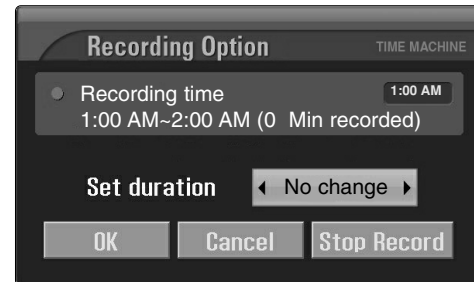 Recording Option TIME MACHINE
Recording time 1:00 AM
1:00 AM~2:00 AM (0 Min recorded)
Set duration No change
OK Cancel Stop Record